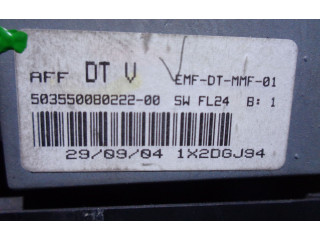 AFF DT V EMF-DT-MMF-01
503550080222-00 SW FL24 B: 1
29/09/04 1X2DGJ94